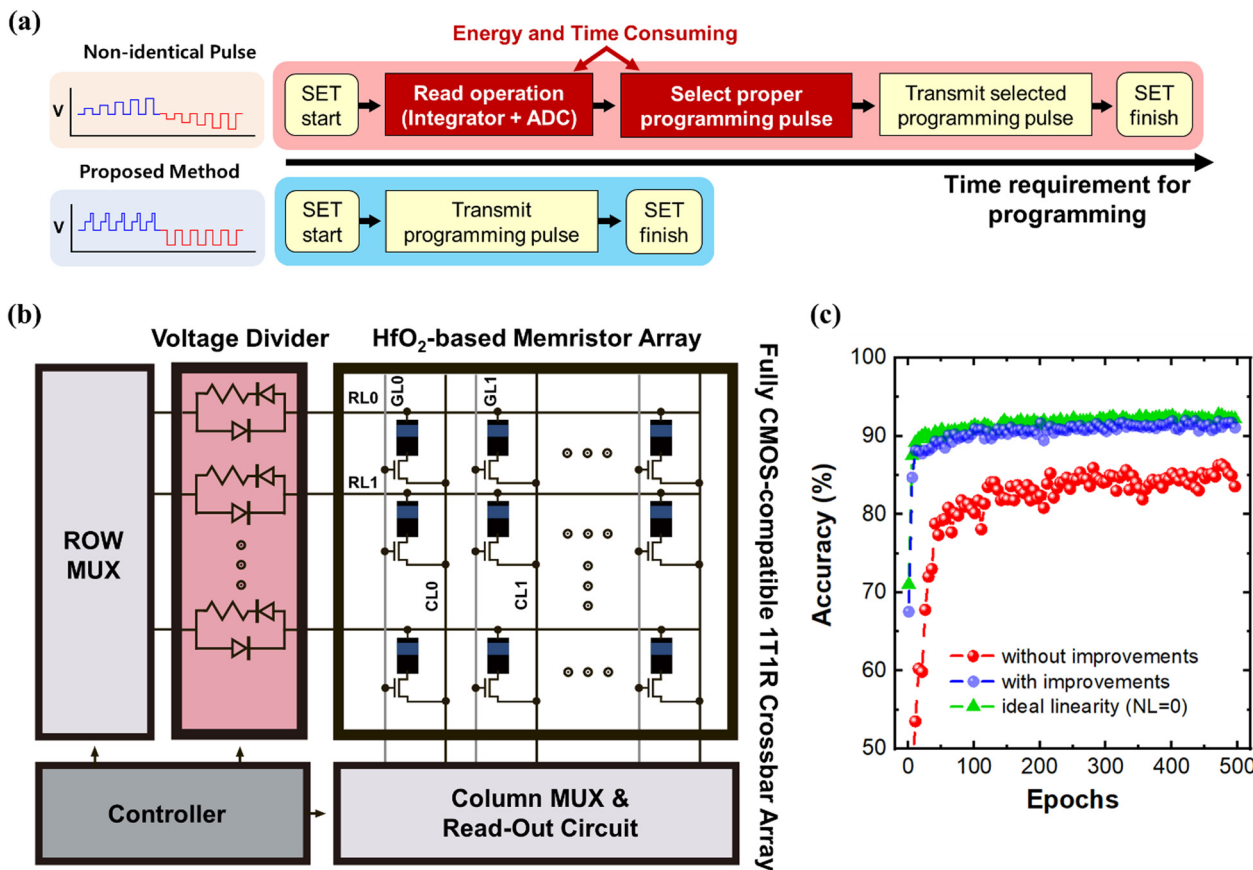 (a)
Energy and Time Consuming
Non-identical Pulse
V
SET
start
Read operation
(Integrator + ADC)
Select proper
programming pulse
Transmit selected
programming pulse
SET
finish
Proposed Method
V
SET
start
Transmit
programming pulse
SET
finish
Time requirement for
programming
(b)
Voltage Divider
HfO₂-based Memristor Array
Fully CMOS-compatible 1T1R Crossbar Array
ROW
MUX
RL0
GL0
GL1
RL1
CL0
CL1
Controller
Column MUX &
Read-Out Circuit
(c)
Accuracy (%)
100
90
80
70
60
50
without improvements
with improvements
ideal linearity (NL=0)
0 100 200 300 400 500
Epochs